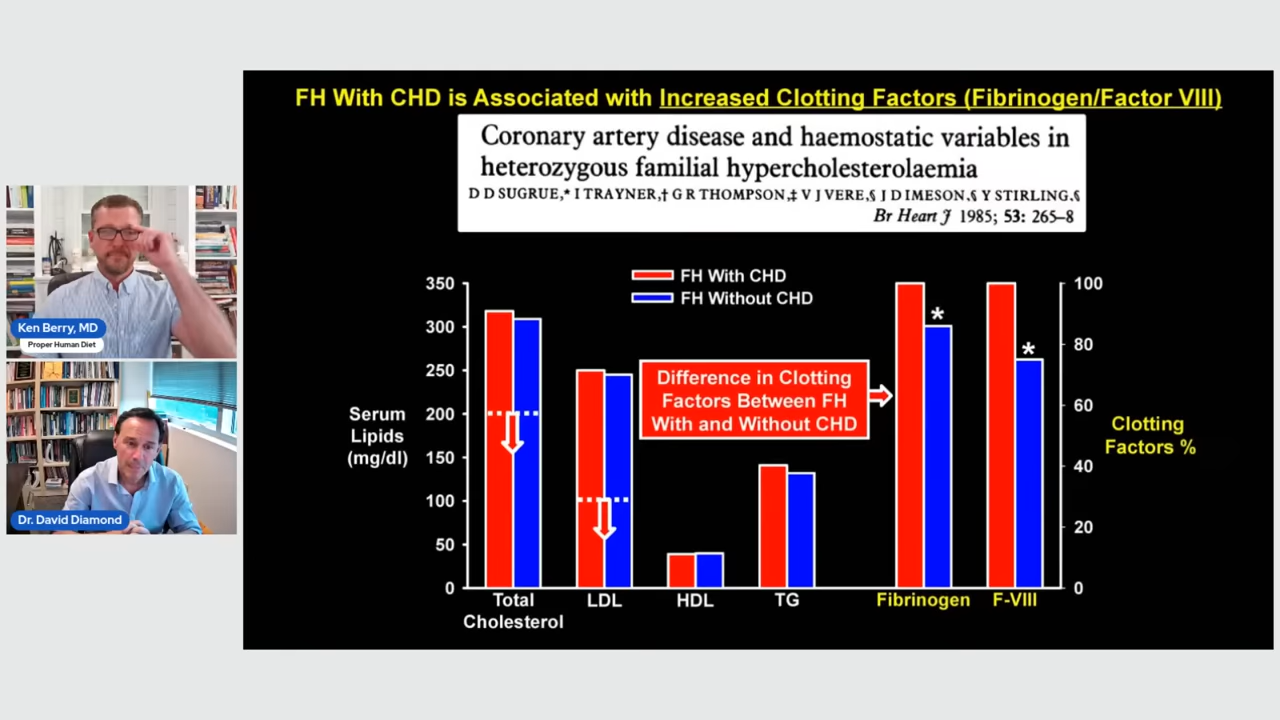 FH With CHD is Associated with Increased Clotting Factors (Fibrinogen/Factor VIII)
Coronary artery disease and haemostatic variables in
heterozygous familial hypercholesterolaemia
D D SUGRUE,* I TRAYNER,† G R THOMPSON,‡ V J VERE,§ J D IMESON,§ Y STIRLING,§
Br Heart J 1985; 53: 265–8
Ken Berry, MD
Proper Human Diet
Dr. David Diamond
FH With CHD
FH Without CHD
350
300
250
200
150
100
50
0
Serum
Lipids
(mg/dl)
Difference in Clotting
Factors Between FH
With and Without CHD
*
*
100
80
60
40
20
0
Clotting
Factors %
Total
Cholesterol
LDL
HDL
TG
Fibrinogen
F-VIII